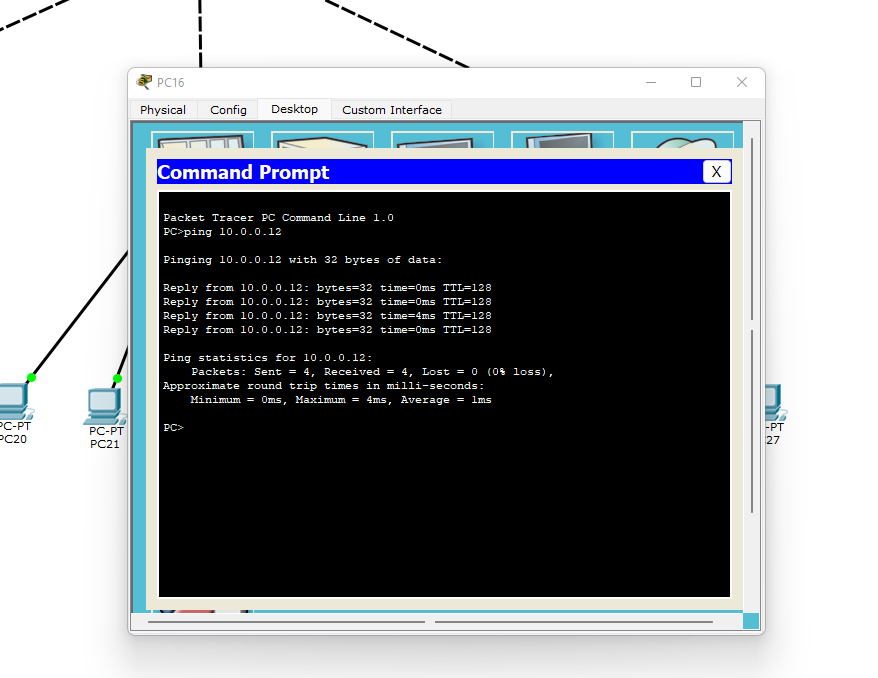 PC16
Physical Config Desktop Custom Interface
Command Prompt X
Packet Tracer PC Command Line 1.0
PC>ping 10.0.0.12
Pinging 10.0.0.12 with 32 bytes of data:
Reply from 10.0.0.12: bytes=32 time=0ms TTL=128
Reply from 10.0.0.12: bytes=32 time=0ms TTL=128
Reply from 10.0.0.12: bytes=32 time=4ms TTL=128
Reply from 10.0.0.12: bytes=32 time=0ms TTL=128
Ping statistics for 10.0.0.12:
Packets: Sent = 4, Received = 4, Lost = 0 (0% loss),
Approximate round trip times in milli-seconds:
Minimum = 0ms, Maximum = 4ms, Average = 1ms
PC>
PC-PT
PC20
PC-PT
PC21
-PT
27